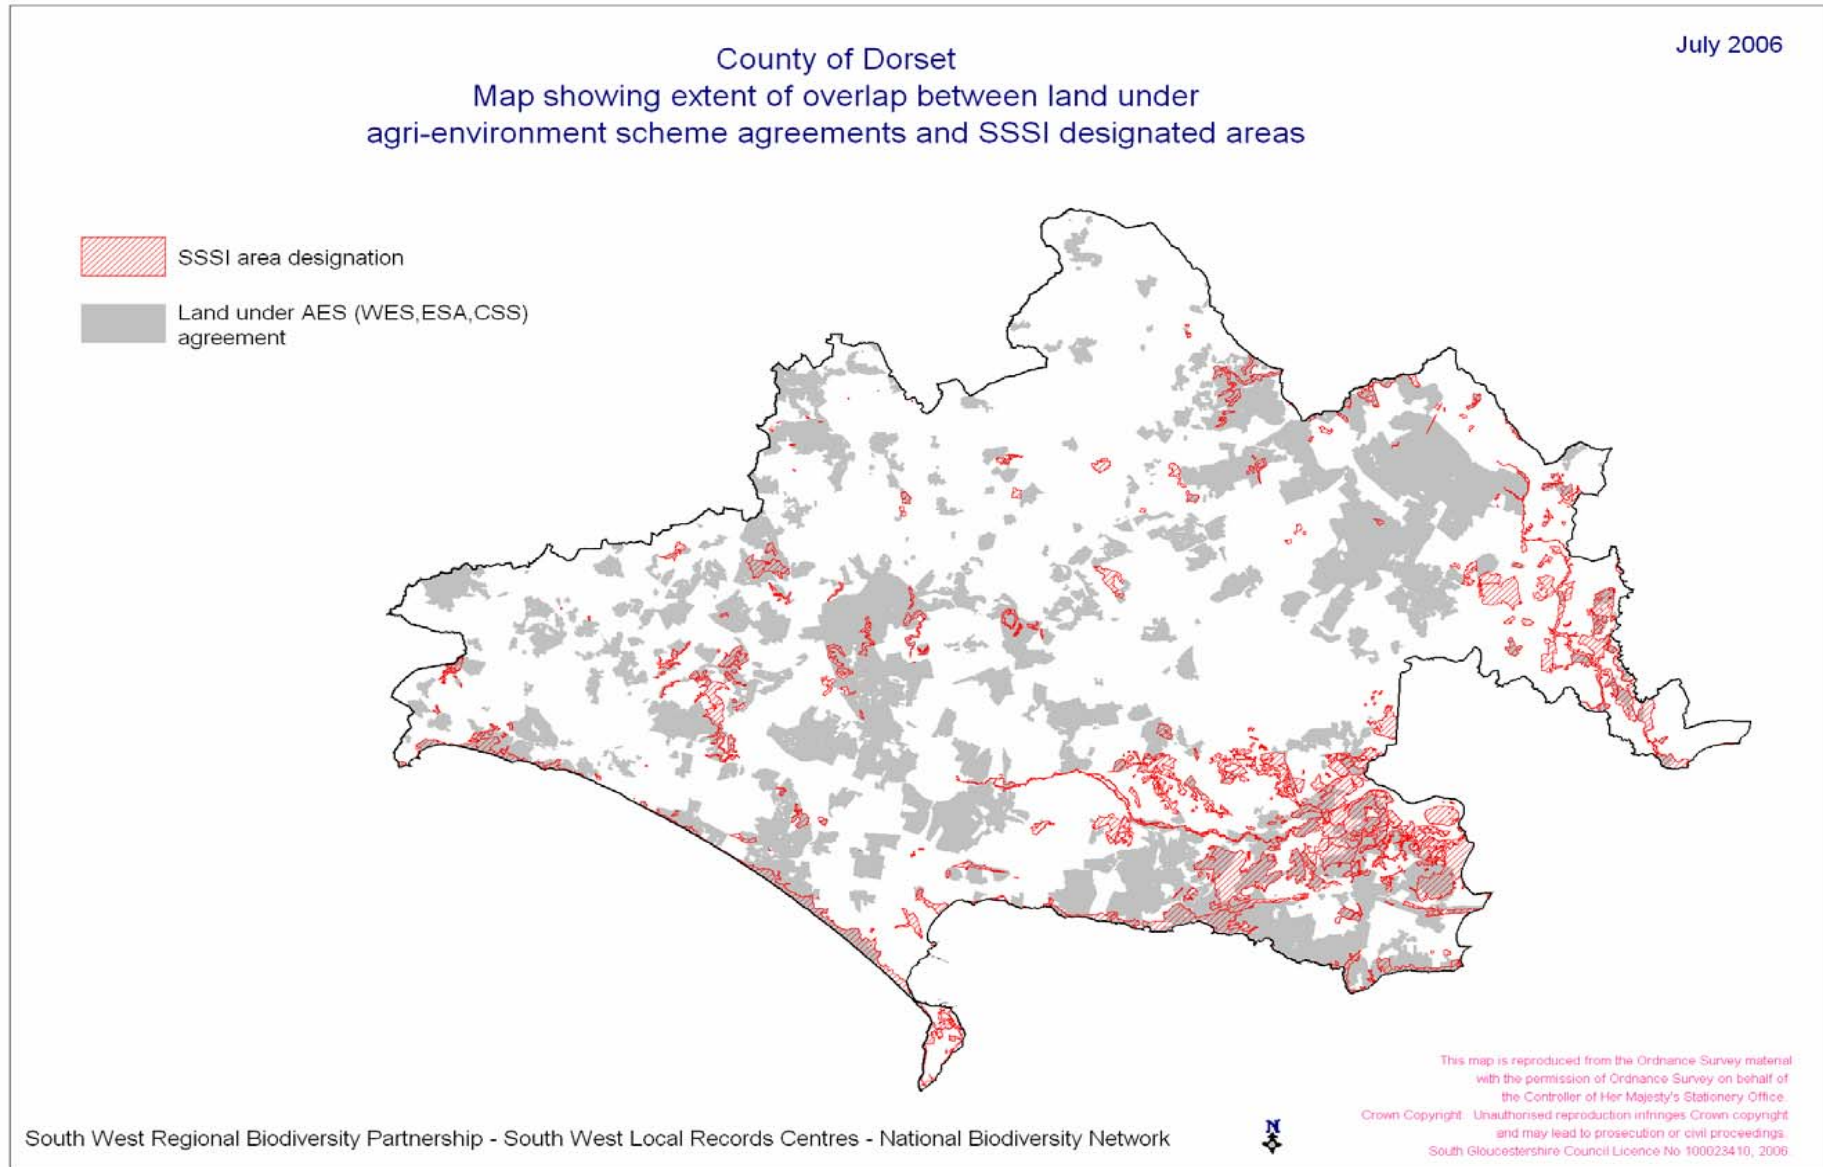 July 2006
County of Dorset
Map showing extent of overlap between land under
agri-environment scheme agreements and SSSI designated areas
SSSI area designation
Land under AES (WES,ESA,CSS)
agreement
This map is reproduced from the Ordnance Survey material
with the permission of Ordnance Survey on behalf of
the Controller of Her Majesty's Stationery Office.
Crown Copyright. Unauthorised reproduction infringes Crown copyright
and may lead to prosecution or civil proceedings.
South Gloucestershire Council Licence No 100023410, 2006.
South West Regional Biodiversity Partnership - South West Local Records Centres - National Biodiversity Network
N